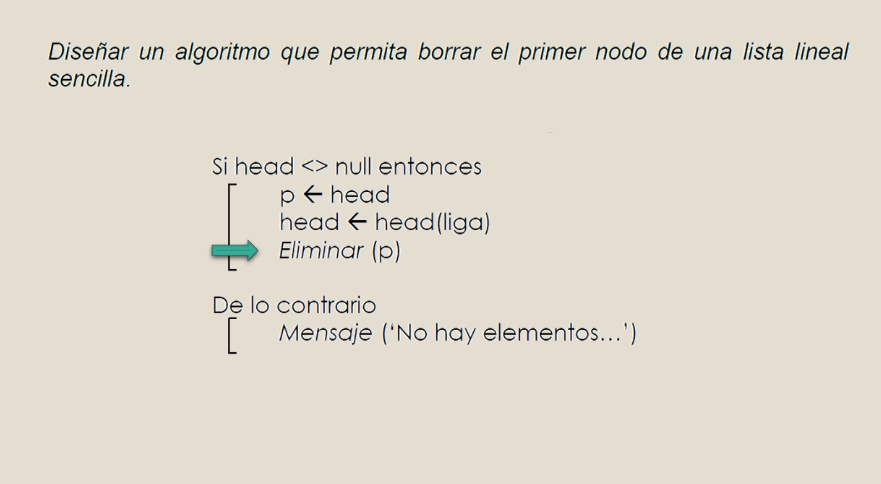 Diseñar un algoritmo que permita borrar el primer nodo de una lista lineal
sencilla.
Si head <> null entonces
p ← head
head ← head(liga)
Eliminar (p)
De lo contrario
Mensaje (‘No hay elementos…’)